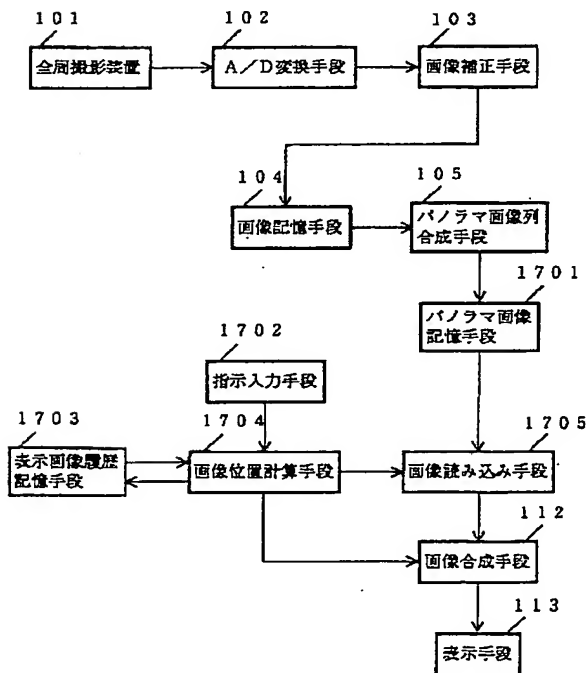 101
102
103
全周撮影装置
A/D変換手段
画像補正手段
104
105
画像記憶手段
パノラマ画像列
合成手段
1701
パノラマ画像
記憶手段
1702
指示入力手段
1703
1704
1705
表示画像履歴
記憶手段
画像位置計算手段
画像読み込み手段
112
画像合成手段
113
表示手段